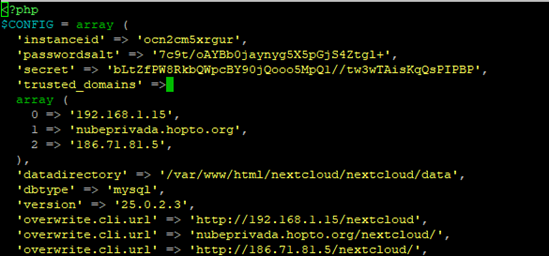 <?php
$CONFIG = array (
'instanceid' => 'ocn2cm5xrgur',
'passwordsalt' => '7c9t/oAYBb0jaynyg5X5pGjS4Ztgl+',
'secret' => 'bLtZfPW8RkbQWpcBY90jQooo5MpQ1//tw3wTAisKqQsPIPBP',
'trusted_domains' =>
array (
0 => '192.168.1.15',
1 => 'nubeprivada.hopto.org',
2 => '186.71.81.5',
),
'datadirectory' => '/var/www/html/nextcloud/nextcloud/data',
'dbtype' => 'mysql',
'version' => '25.0.2.3',
'overwrite.cli.url' => 'http://192.168.1.15/nextcloud',
'overwrite.cli.url' => 'nubeprivada.hopto.org/nextcloud/',
'overwrite.cli.url' => 'http://186.71.81.5/nextcloud/',